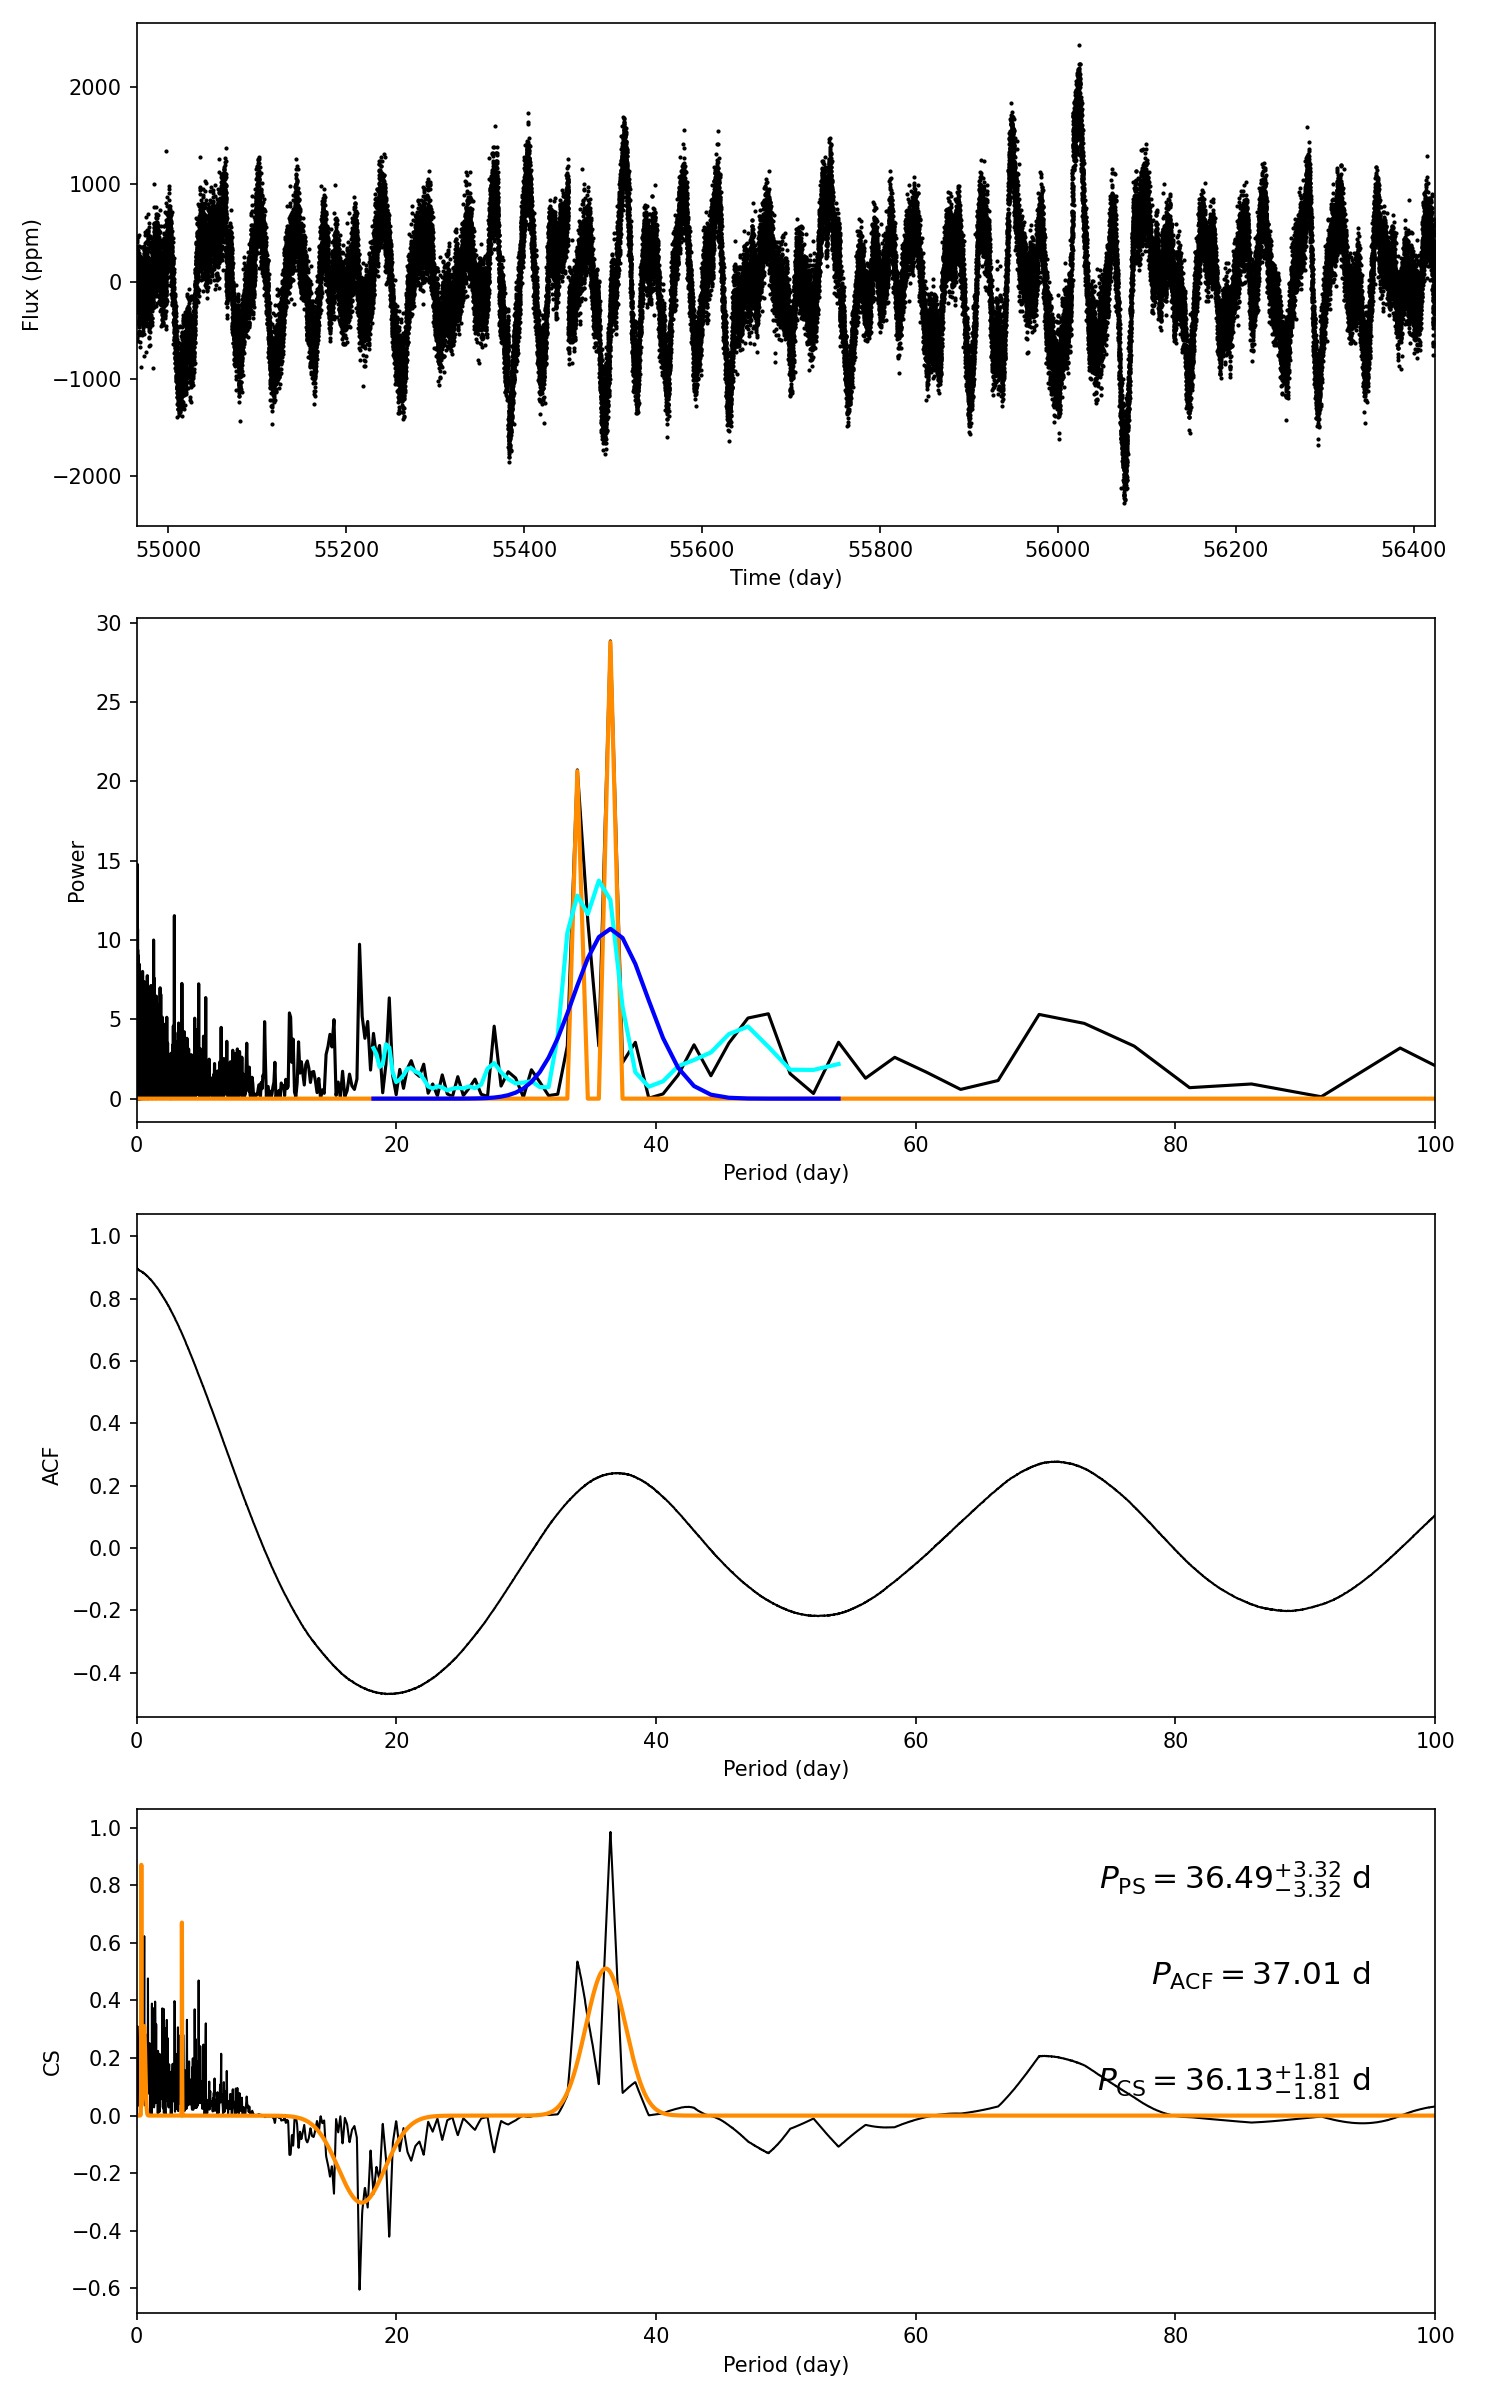 2000
1000
0
−1000
−2000
Flux (ppm)
55000 55200 55400 55600 55800 56000 56200 56400
Time (day)
30
25
20
15
10
5
0
Power
0 20 40 60 80 100
Period (day)
1.0
0.8
0.6
0.4
0.2
0.0
−0.2
−0.4
ACF
0 20 40 60 80 100
Period (day)
1.0
0.8
0.6
0.4
0.2
0.0
−0.2
−0.4
−0.6
CS
P_PS = 36.49 +3.32 −3.32 d
P_ACF = 37.01 d
P_CS = 36.13 +1.81 −1.81 d
0 20 40 60 80 100
Period (day)